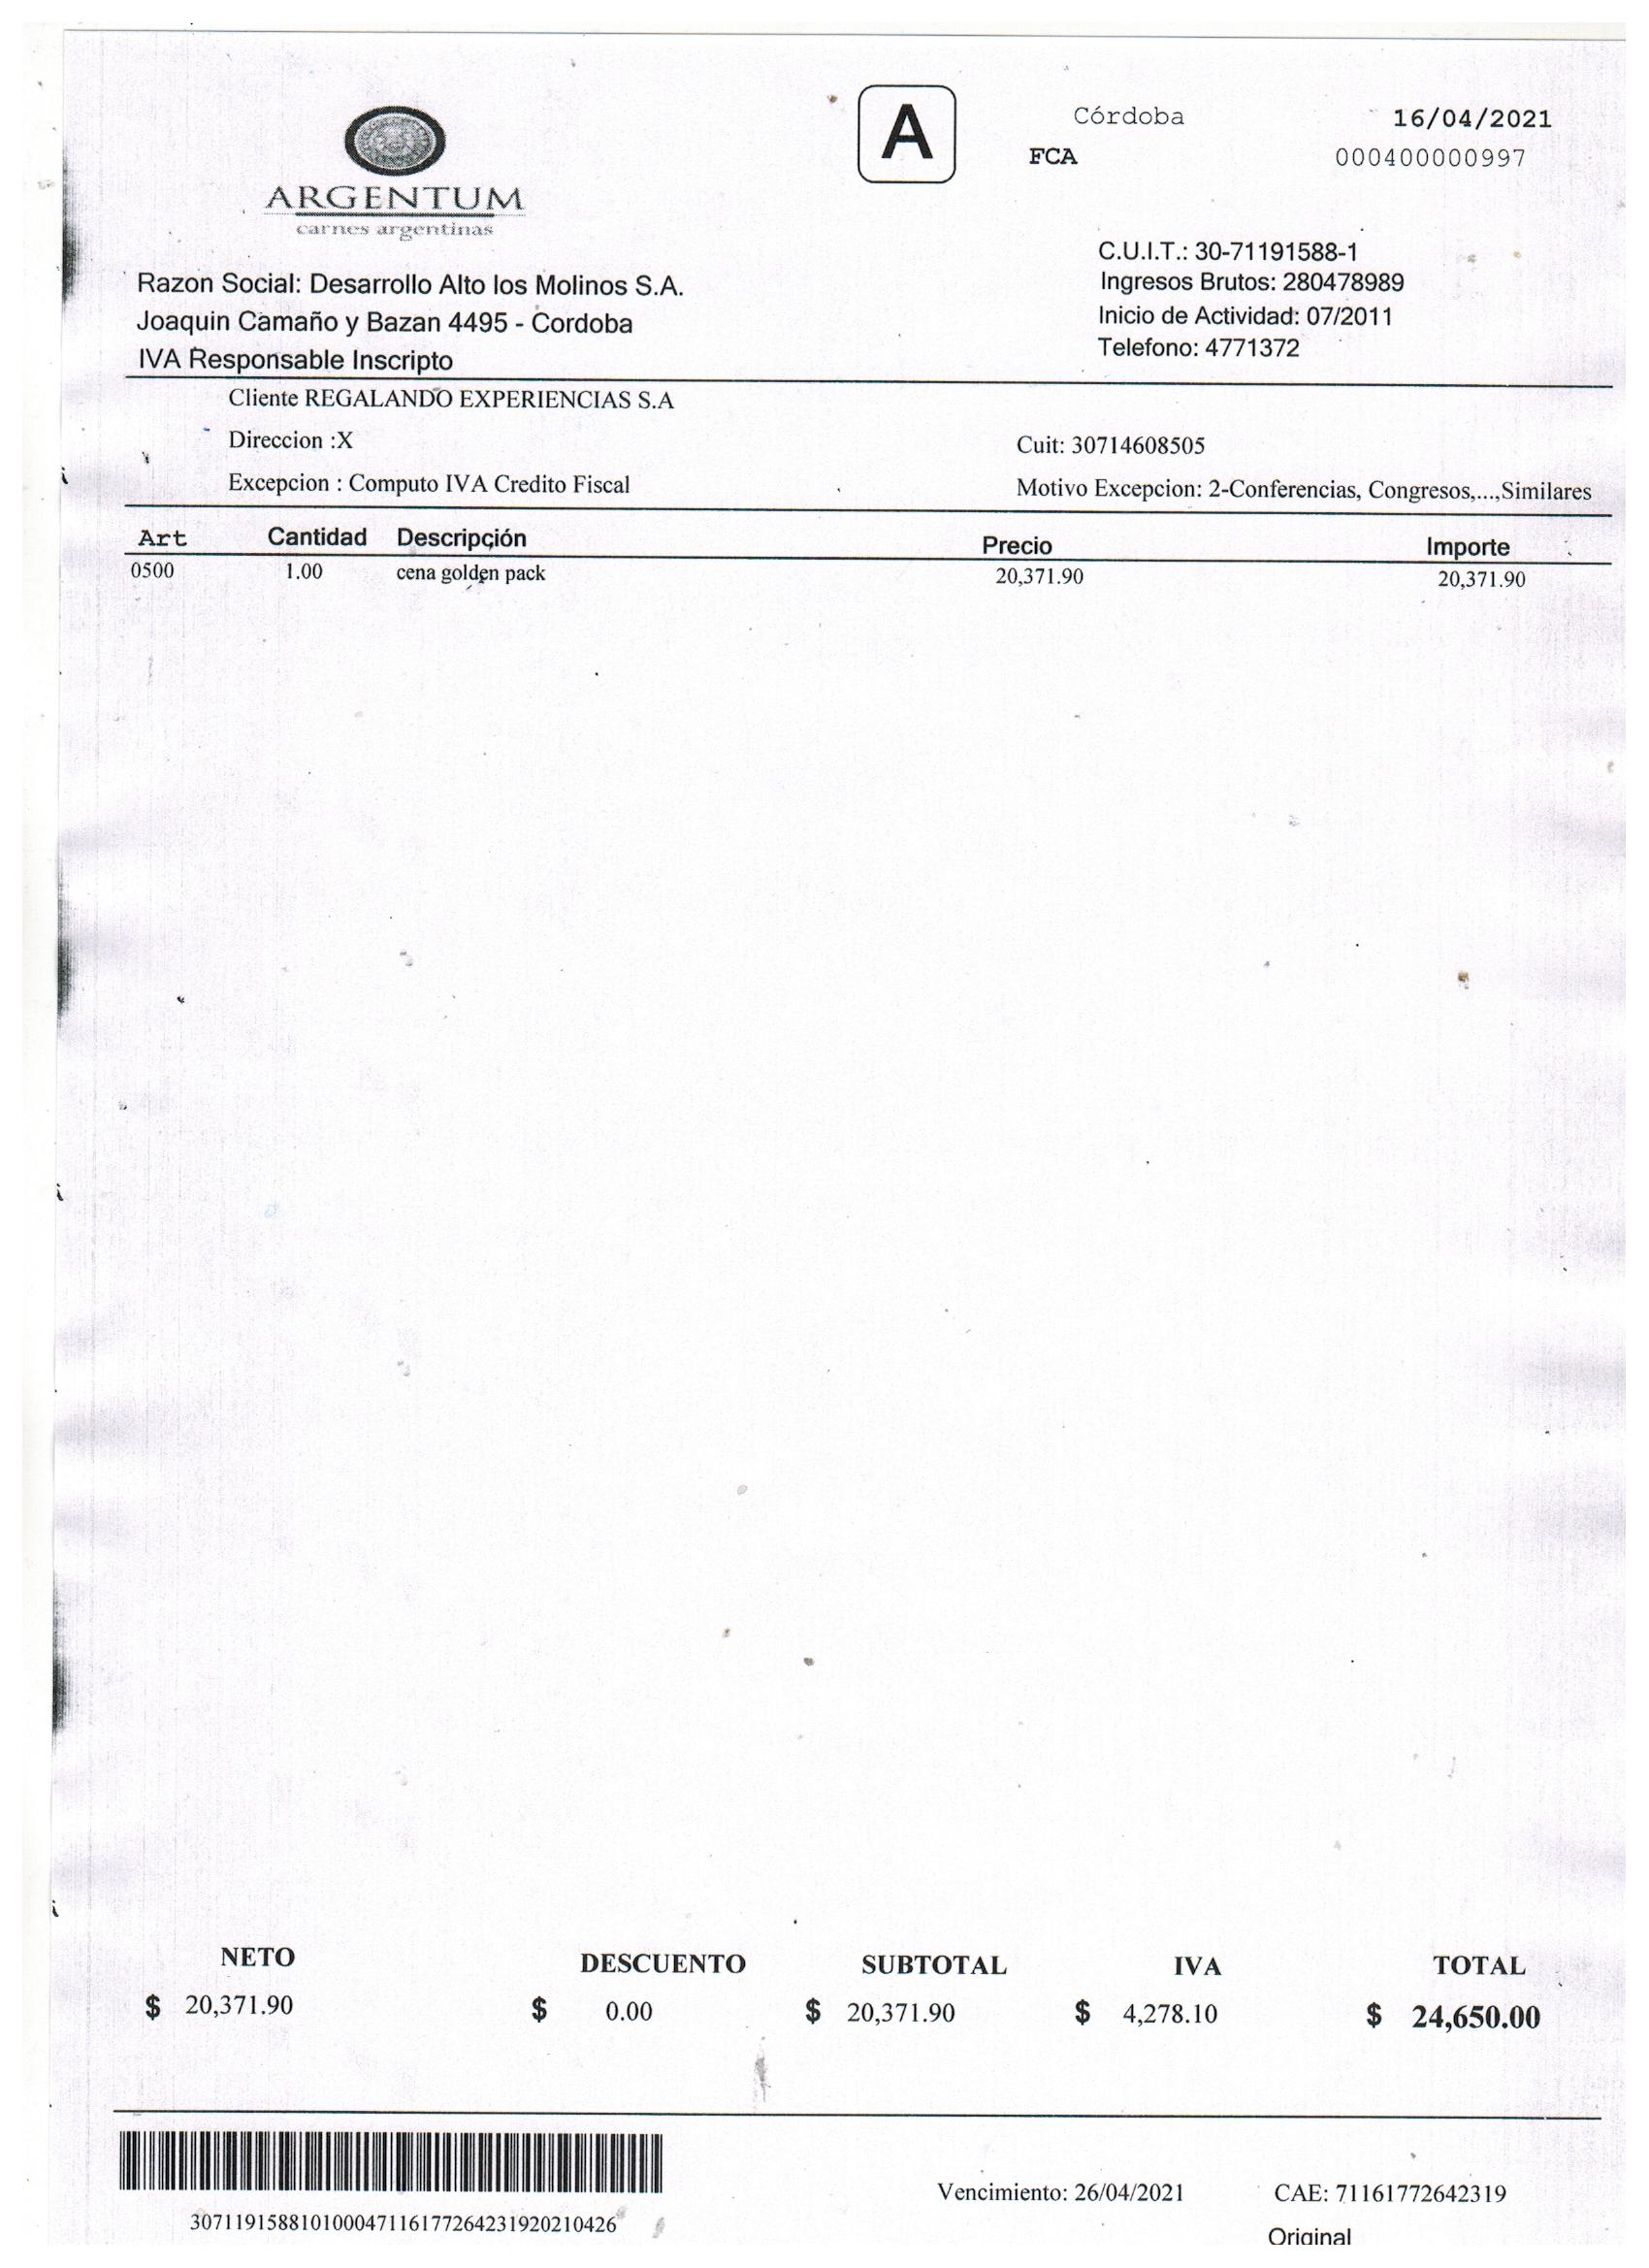 A
Córdoba 16/04/2021
FCA 000400000997
ARGENTUM
carnes argentinas
C.U.I.T.: 30-71191588-1
Razon Social: Desarrollo Alto los Molinos S.A. Ingresos Brutos: 280478989
Joaquin Camaño y Bazan 4495 - Cordoba Inicio de Actividad: 07/2011
IVA Responsable Inscripto Telefono: 4771372
Cliente REGALANDO EXPERIENCIAS S.A
Direccion :X Cuit: 30714608505
Excepcion : Computo IVA Credito Fiscal Motivo Excepcion: 2-Conferencias, Congresos,...,Similares
Art Cantidad Descripción Precio Importe
0500 1.00 cena golden pack 20,371.90 20,371.90
NETO DESCUENTO SUBTOTAL IVA TOTAL
$ 20,371.90 $ 0.00 $ 20,371.90 $ 4,278.10 $ 24,650.00
Vencimiento: 26/04/2021 CAE: 71161772642319
307119158810100047116177264231920210426
Original